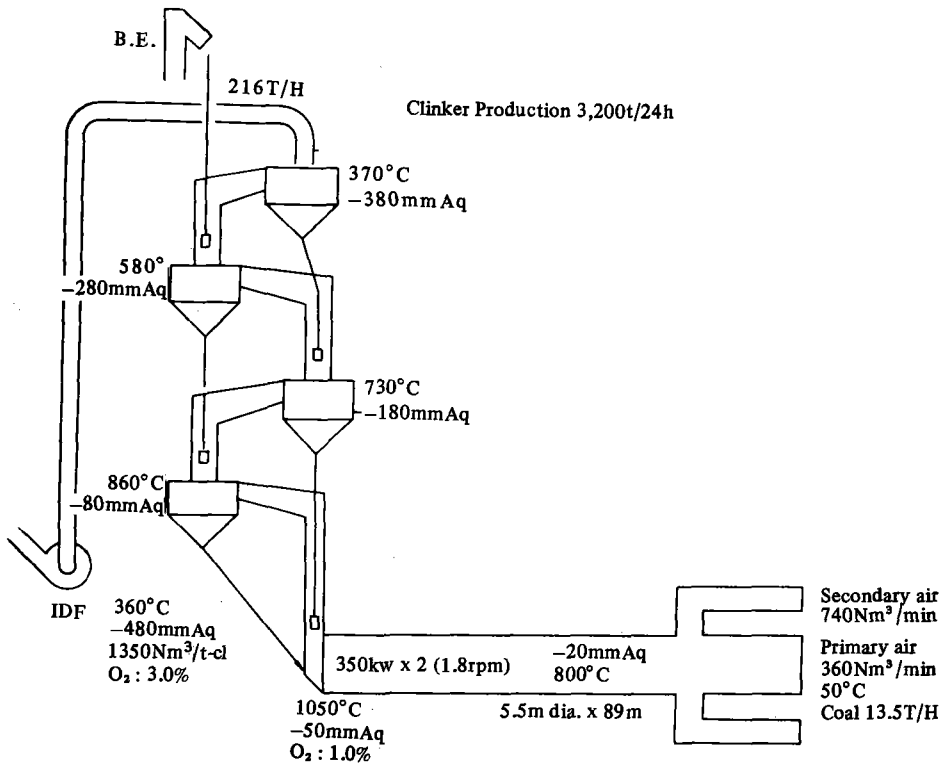 B.E.
216T/H
Clinker Production 3,200t/24h
370°C
−380mmAq
580°
−280mmAq
730°C
−180mmAq
860°C
−80mmAq
IDF
360°C
−480mmAq
1350Nm³/t-cl
O₂ : 3.0%
350kw x 2 (1.8rpm)
−20mmAq
800°C
5.5m dia. x 89m
1050°C
−50mmAq
O₂ : 1.0%
Secondary air
740Nm³/min
Primary air
360Nm³/min
50°C
Coal 13.5T/H